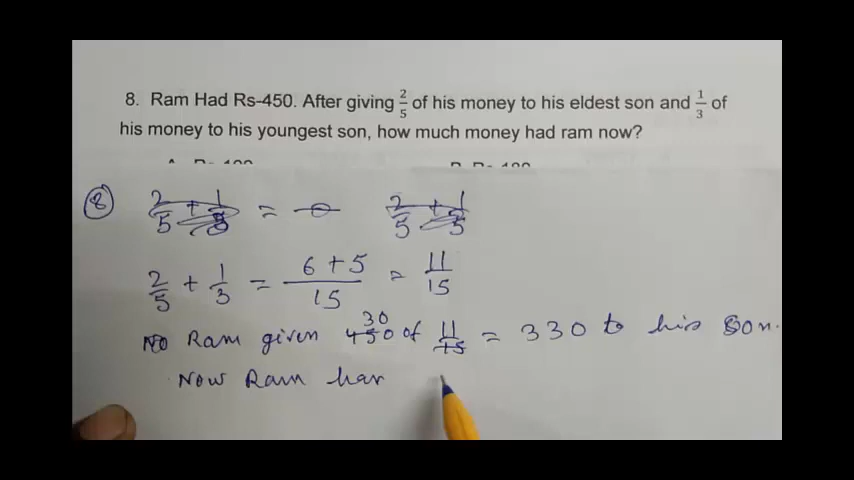 8. Ram Had Rs-450. After giving 2/5 of his money to his eldest son and 1/3 of
his money to his youngest son, how much money had ram now?
8
2/5 + 1/3 = 6+5/15 = 11/15
Ram given 450 30 of 11/15 = 330 to his Son.
Now Ram has